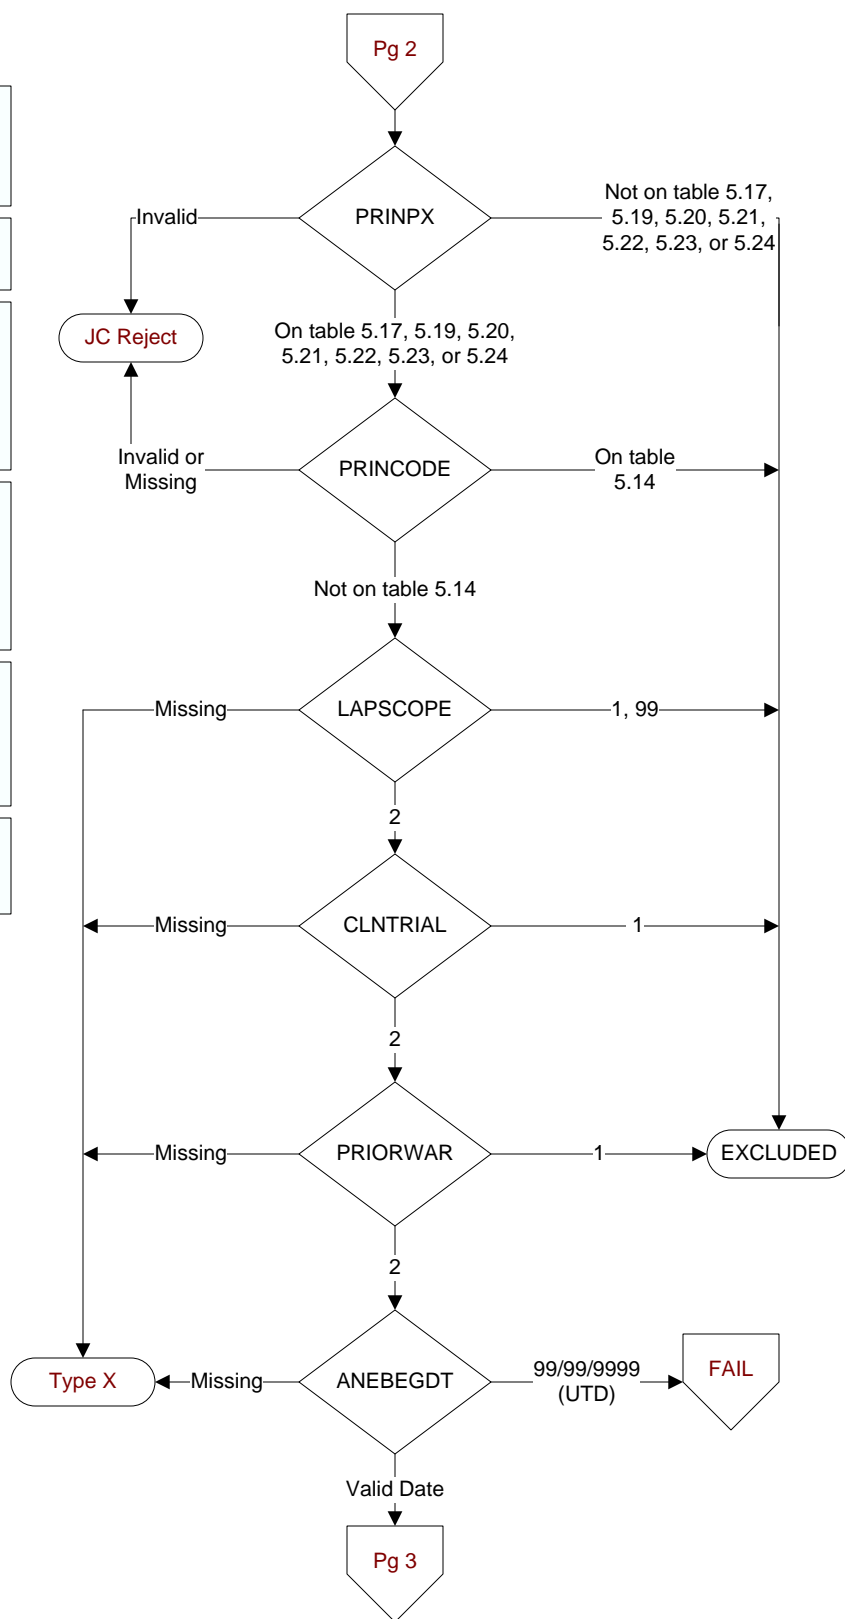 Pg 2
PRINPX
Invalid
Not on table 5.17,
5.19, 5.20, 5.21,
5.22, 5.23, or 5.24
JC Reject
On table 5.17, 5.19, 5.20,
5.21, 5.22, 5.23, or 5.24
PRINCODE
Invalid or
Missing
On table
5.14
Not on table 5.14
Missing
LAPSCOPE
1, 99
2
Missing
CLNTRIAL
1
2
Missing
PRIORWAR
1
EXCLUDED
2
Type X
Missing
ANEBEGDT
99/99/9999
(UTD)
FAIL
Valid Date
Pg 3